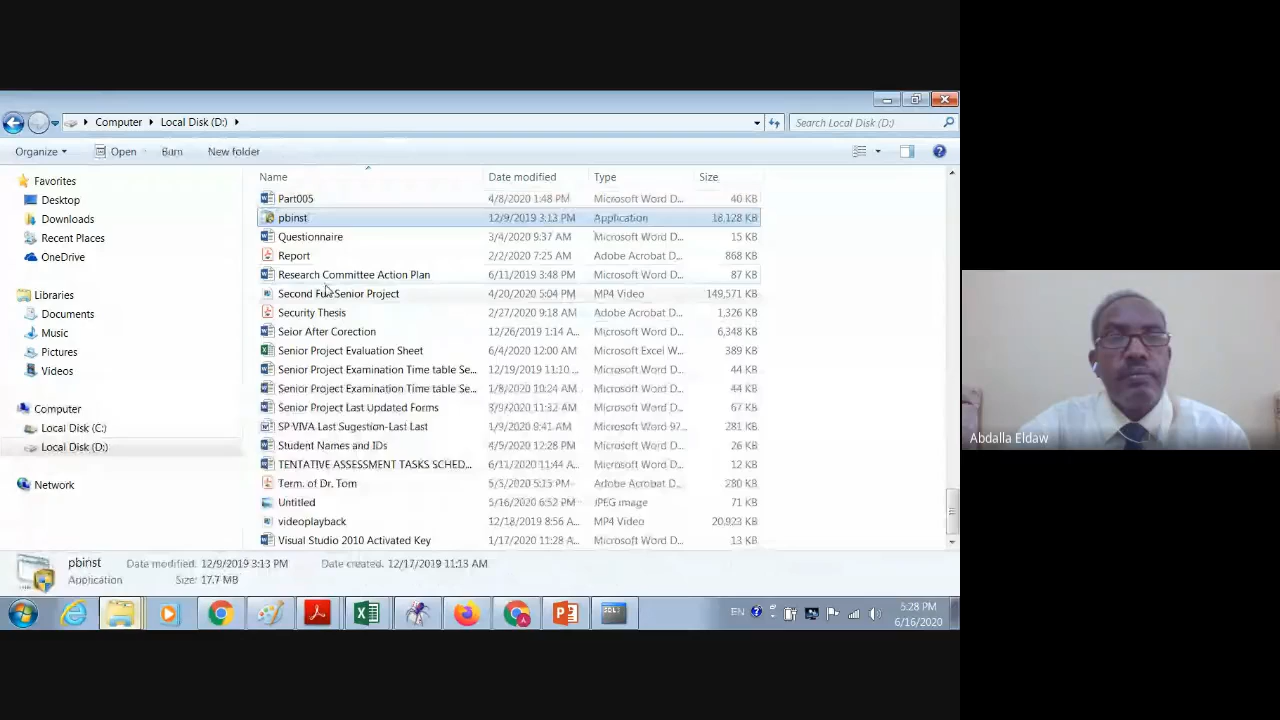 Computer Local Disk (D:) Search Local Disk (D:)
Organize Open Burn New folder
Favorites
Desktop
Downloads
Recent Places
OneDrive
Libraries
Documents
Music
Pictures
Videos
Computer
Local Disk (C:)
Local Disk (D:)
Network
Name Date modified Type Size
Part005 4/8/2020 1:48 PM Microsoft Word D... 40 KB
pbinst 12/9/2019 3:13 PM Application 18,128 KB
Questionnaire 3/4/2020 9:37 AM Microsoft Word D... 15 KB
Report 2/2/2020 7:25 AM Adobe Acrobat D... 868 KB
Research Committee Action Plan 6/11/2019 3:48 PM Microsoft Word D... 87 KB
Second Full Senior Project 4/20/2020 5:04 PM MP4 Video 149,571 KB
Security Thesis 2/27/2020 9:18 AM Adobe Acrobat D... 1,326 KB
Seior After Corection 12/26/2019 1:14 A... Microsoft Word D... 6,348 KB
Senior Project Evaluation Sheet 6/4/2020 12:00 AM Microsoft Excel W... 389 KB
Senior Project Examination Time table Se... 12/19/2019 11:10 ... Microsoft Word D... 44 KB
Senior Project Examination Time table Se... 1/8/2020 10:24 AM Microsoft Word D... 44 KB
Senior Project Last Updated Forms 3/9/2020 11:32 AM Microsoft Word D... 67 KB
SP VIVA Last Sugestion-Last Last 1/9/2020 9:41 AM Microsoft Word 97... 281 KB
Student Names and IDs 4/5/2020 12:28 PM Microsoft Word D... 26 KB
TENTATIVE ASSESSMENT TASKS SCHED... 6/11/2020 11:44 A... Microsoft Word D... 12 KB
Term. of Dr. Tom 5/5/2020 5:15 PM Adobe Acrobat D... 280 KB
Untitled 5/16/2020 6:52 PM JPEG image 71 KB
videoplayback 12/18/2019 8:56 A... MP4 Video 20,923 KB
Visual Studio 2010 Activated Key 1/17/2020 11:28 A... Microsoft Word D... 13 KB
pbinst Date modified: 12/9/2019 3:13 PM Date created: 12/17/2019 11:13 AM
Application Size: 17.7 MB
EN 5:28 PM
6/16/2020
Abdalla Eldaw